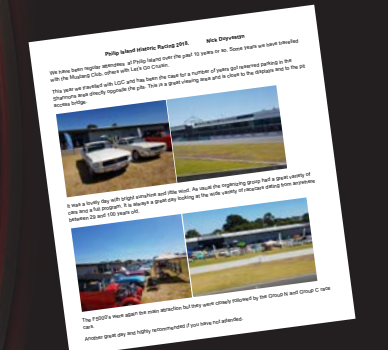 Philip Island Historic Racing 2018. Nick Duyvestyn
We have been regular attendees at Philip Island over the past 10 years or so. Some years we have travelled
with the Mustang Club, others with Let's Go Cruisn.
This year we travelled with LGC and has been the case for a number of years got reserved parking in the
Shannons area directly opposite the pits. This is a great viewing area and is close to the displays and to the pit
access bridge.
It was a lovely day with bright sunshine and little wind. As usual the organizing group had a great variety of
cars and a full program. It is always a great day looking at the wide variety of racecars dating from anywhere
between 20 and 100 years old.
The F5000's were again the main attraction but they were closely followed by the Group N and Group C race
cars.
Another great day and highly recommended if you have not attended.